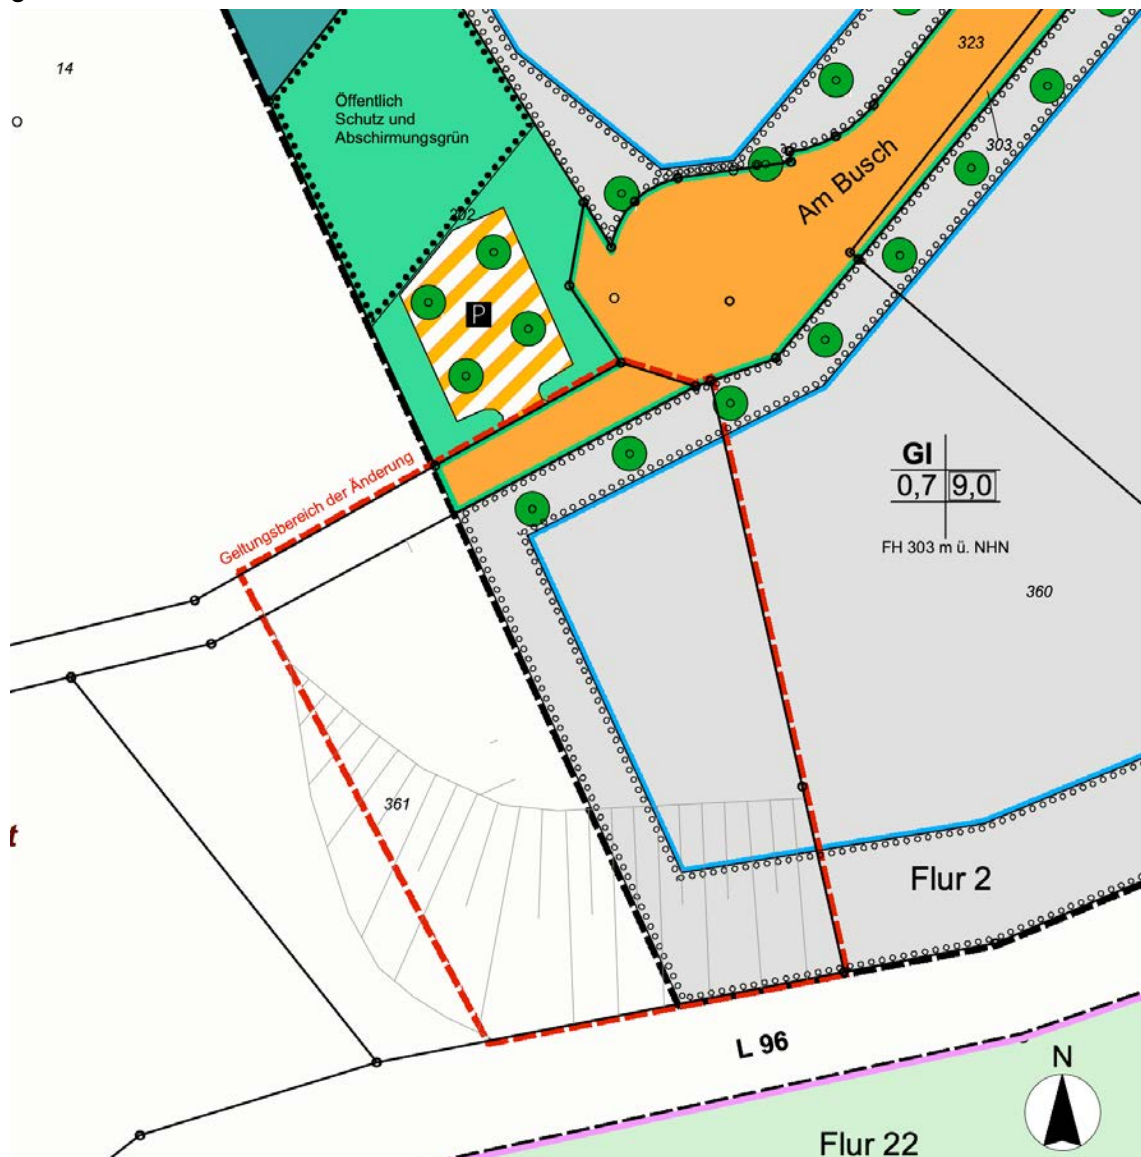 g
14
323
Öffentlich
Schutz und
Abschirmungsgrün
303
Am Busch
202
P
GI
0,7 9,0
FH 303 m ü. NHN
Geltungsbereich der Änderung
360
361
t
Flur 2
L 96
N
Flur 22